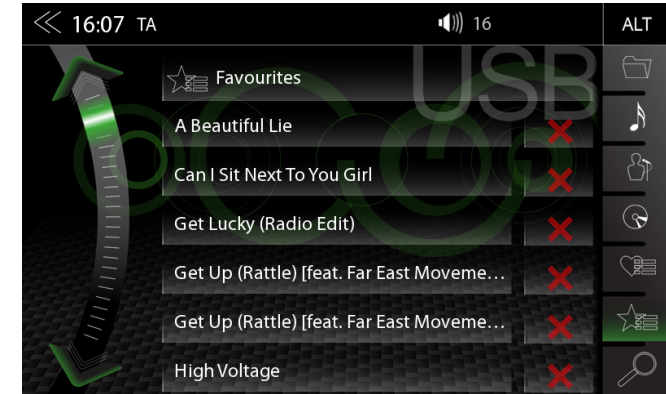 16:07 TA 16 ALT
USB
Favourites
A Beautiful Lie
Can I Sit Next To You Girl
Get Lucky (Radio Edit)
Get Up (Rattle) [feat. Far East Moveme...
Get Up (Rattle) [feat. Far East Moveme...
High Voltage